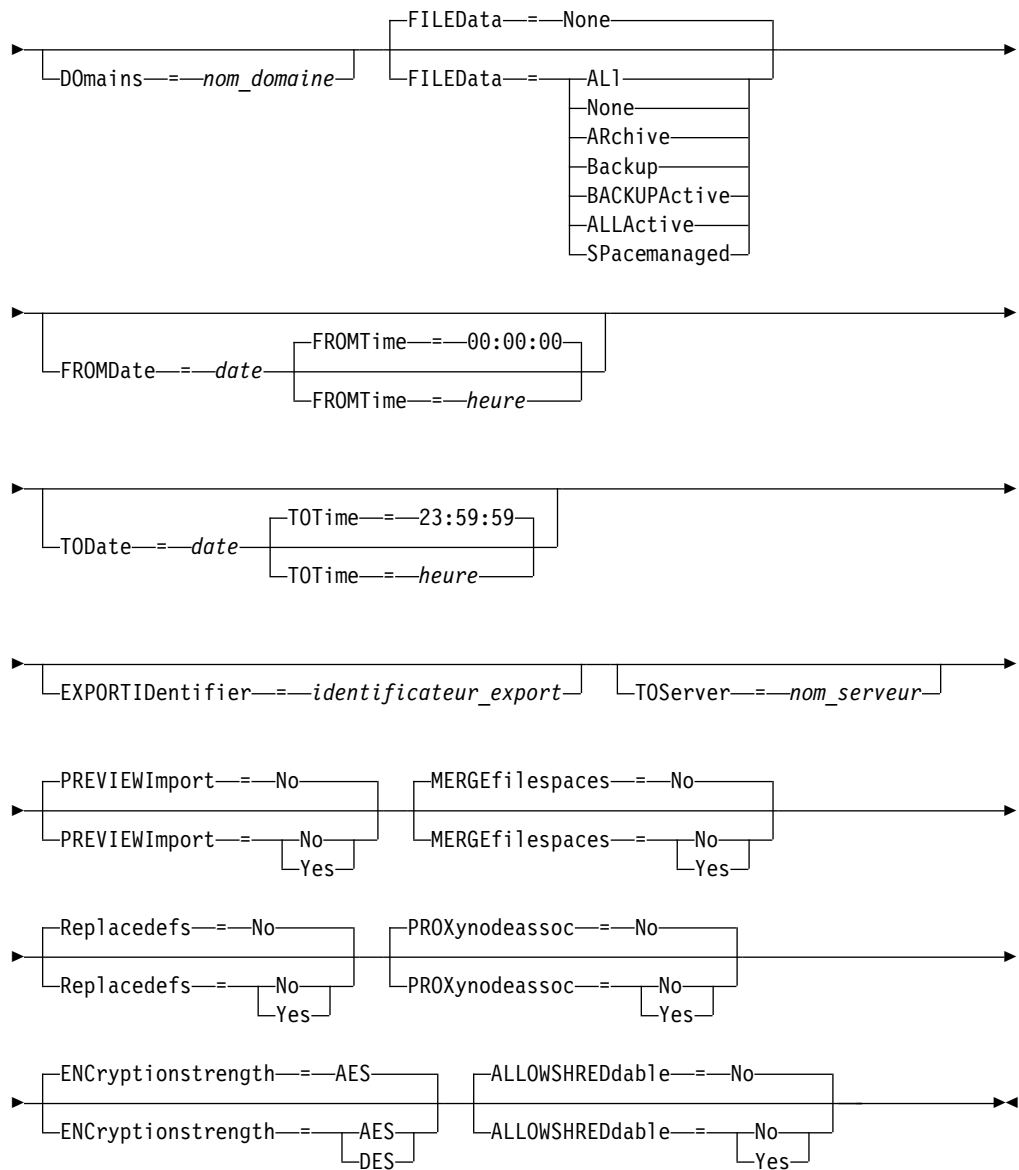 FILEData = None
DOmains = nom_domaine FILEData = ALl
None
ARchive
Backup
BACKUPActive
ALLActive
SPacemanaged
FROMTime = 00:00:00
FROMDate = date
FROMTime = heure
TOTime = 23:59:59
TODate = date
TOTime = heure
EXPORTIDentifier = identificateur_export TOServer = nom_serveur
PREVIEWImport = No MERGEfilespaces = No
PREVIEWImport = No MERGEfilespaces = No
Yes Yes
Replacedefs = No PROXynodeassoc = No
Replacedefs = No PROXynodeassoc = No
Yes Yes
ENCryptionstrength = AES ALLOWSHREDdable = No
ENCryptionstrength = AES ALLOWSHREDdable = No
DES Yes